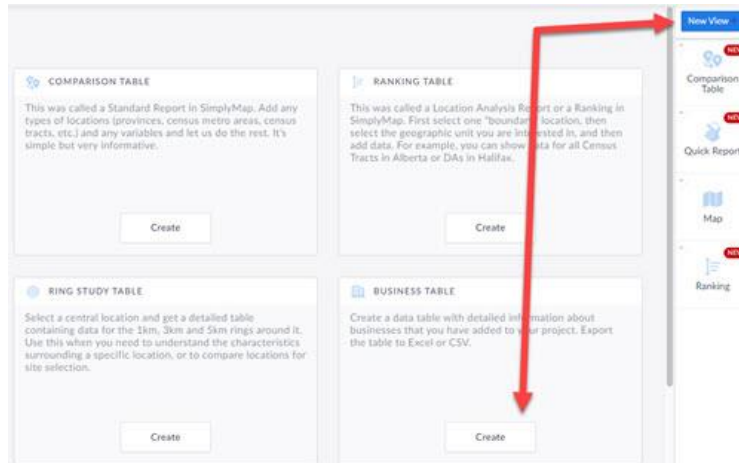 New View
COMPARISON TABLE
This was called a Standard Report in SimplyMap. Add any
types of locations (provinces, census metro areas, census
tracts, etc.) and any variables and let us do the rest. It's
simple but very informative.
Create
RANKING TABLE
This was called a Location Analysis Report or a Ranking in
SimplyMap. First select one "boundary" location, then
select the geographic unit you are interested in, and then
add data. For example, you can show data for all Census
Tracts in Alberta or DAs in Halifax.
Create
RING STUDY TABLE
Select a central location and get a detailed table
containing data for the 1km, 3km and 5km rings around it.
Use this when you need to understand the characteristics
surrounding a specific location, or to compare locations for
site selection.
Create
BUSINESS TABLE
Create a data table with detailed information about
businesses that you have added to your project. Export
the table to Excel or CSV.
Create
NEW
Comparison
Table
NEW
Quick Report
Map
NEW
Ranking